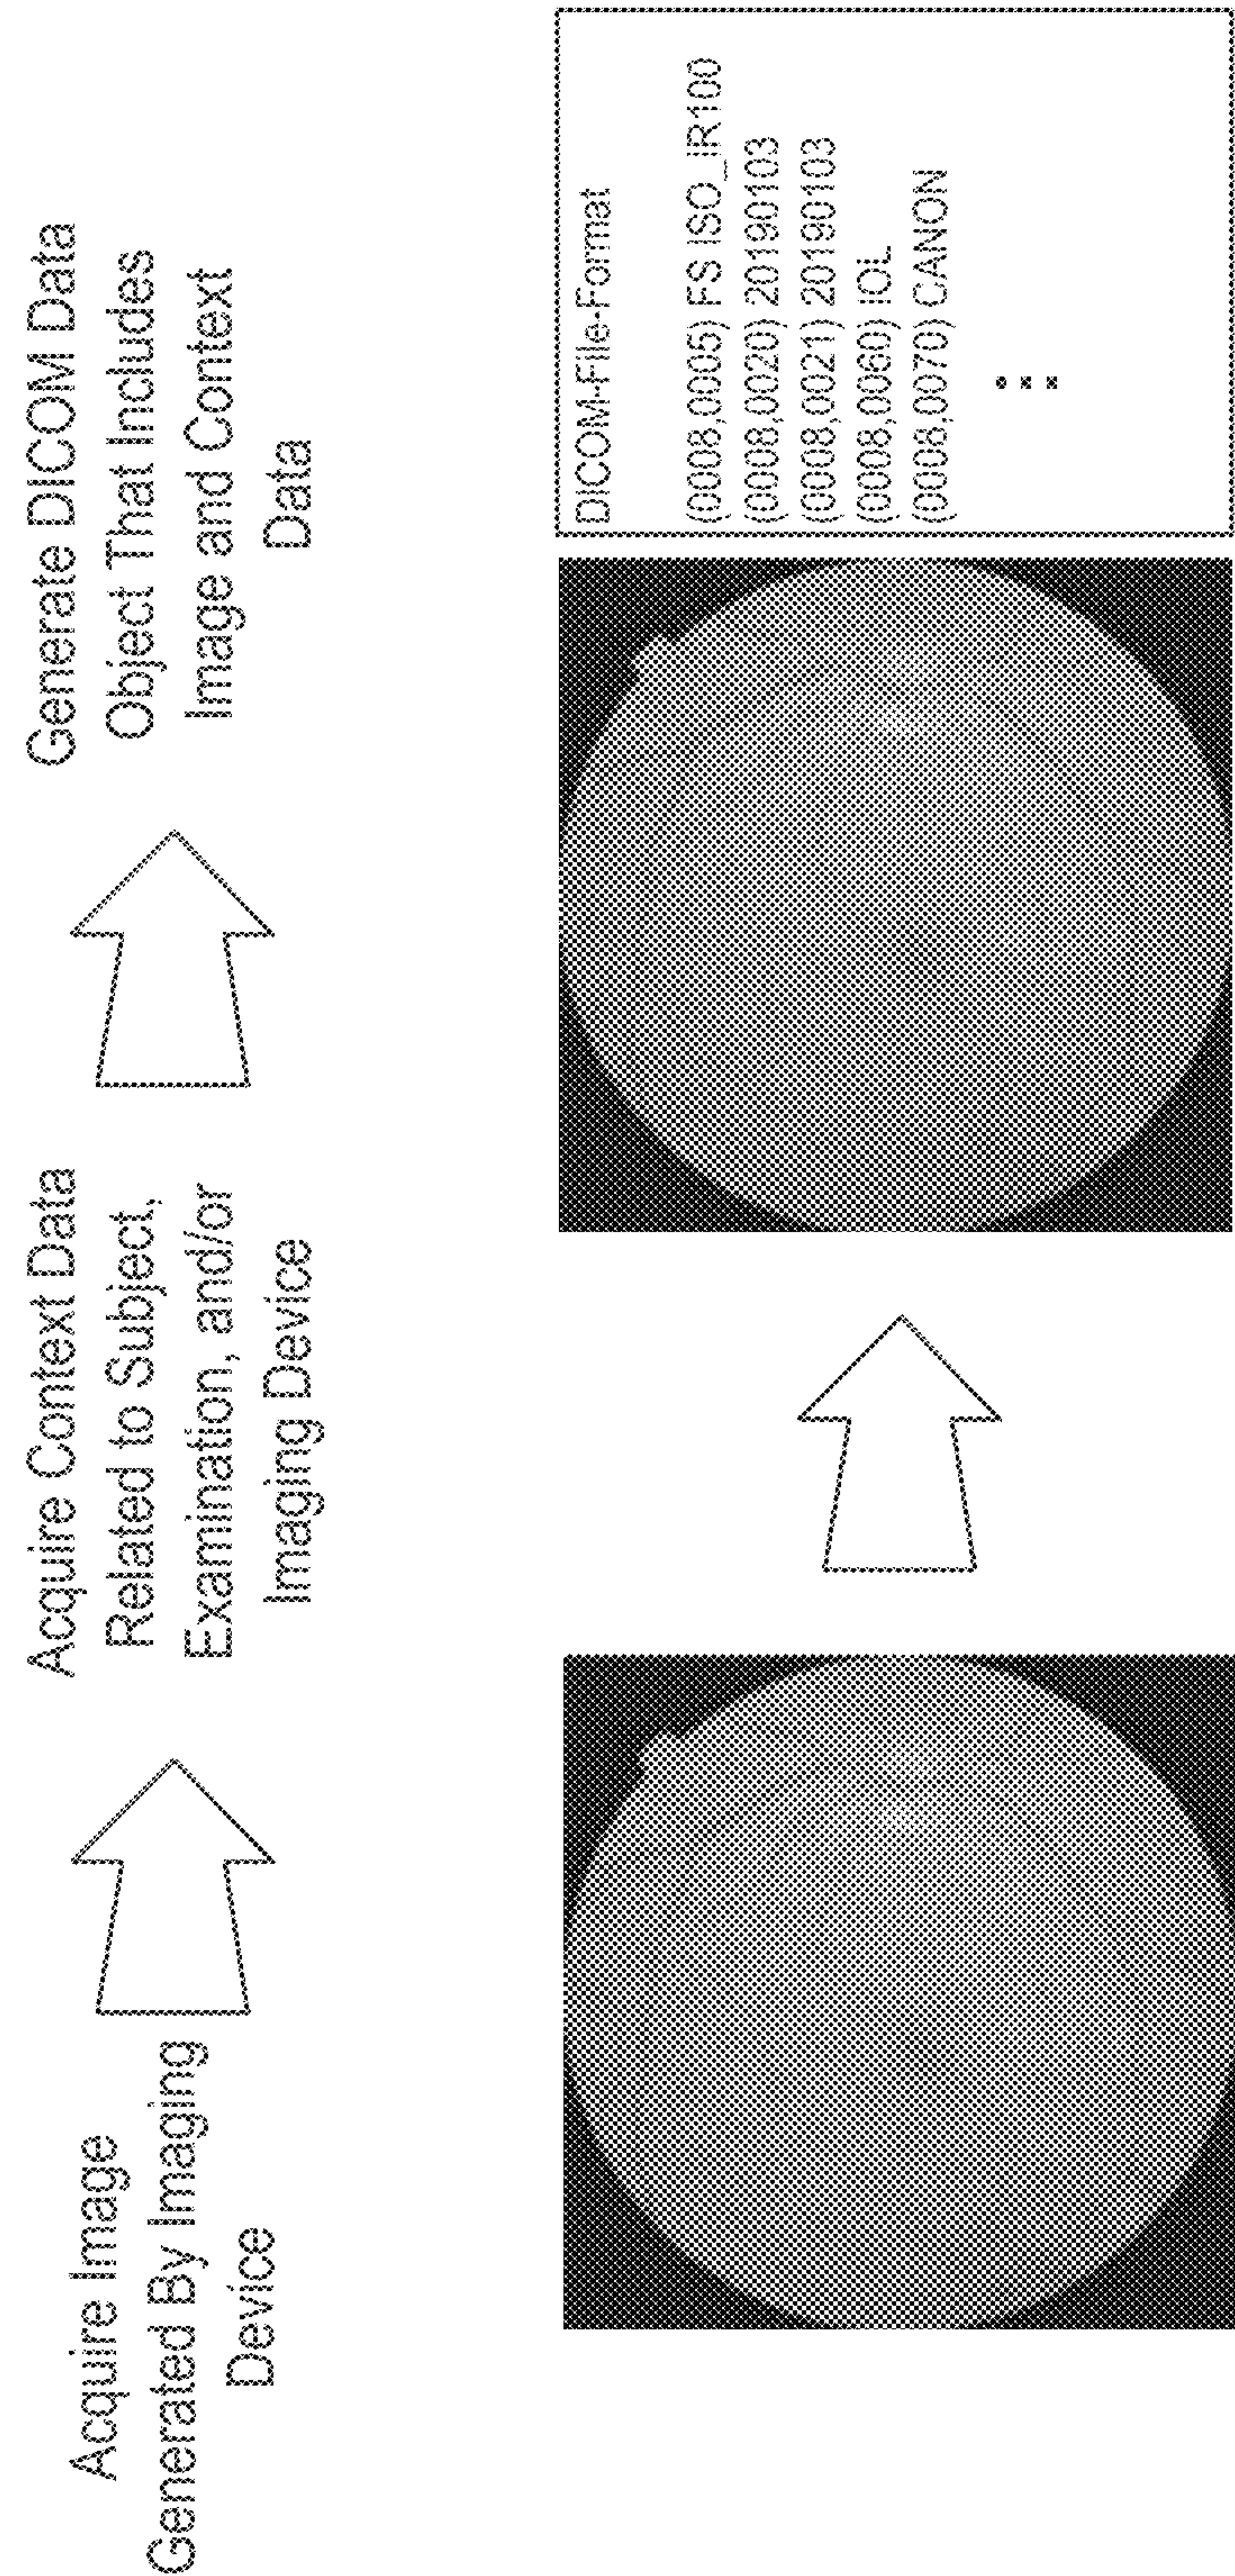 Acquire Image
Generated By Imaging
Device
Acquire Context Data
Related to Subject,
Examination, and/or
Imaging Device
Generate DICOM Data
Object That Includes
Image and Context
Data
DICOM-File-Format
(0008,0005) FS ISO_IR100
(0008,0020) 20190103
(0008,0021) 20190103
(0008,0060) IOL
(0008,0070) CANON